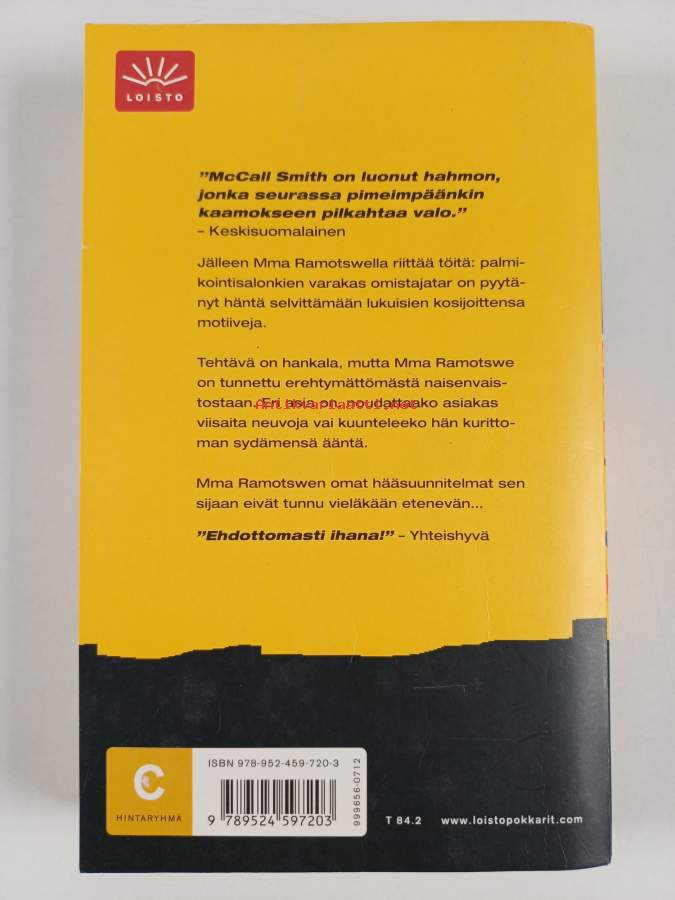 LOISTO
”McCall Smith on luonut hahmon,
jonka seurassa pimeimpäänkin
kaamokseen pilkahtaa valo.”
– Keskisuomalainen
Jälleen Mma Ramotswella riittää töitä: palmi-
kointisalonkien varakas omistajatar on pyytä-
nyt häntä selvittämään lukuisien kosijoittensa
motiiveja.
Tehtävä on hankala, mutta Mma Ramotswe
on tunnettu erehtymättömästä naisenvais-
tostaan. Eri asia on, noudattaako asiakas
antikvariaatti.net
viisaita neuvoja vai kuunteleeko hän kuritto-
man sydämensä ääntä.
Mma Ramotswen omat hääsuunnitelmat sen
sijaan eivät tunnu vieläkään etenevän...
”Ehdottomasti ihana!” – Yhteishyvä
C
HINTARYHMÄ
ISBN 978-952-459-720-3
9 789524 597203
999656-0712
T 84.2 www.loistopokkarit.com